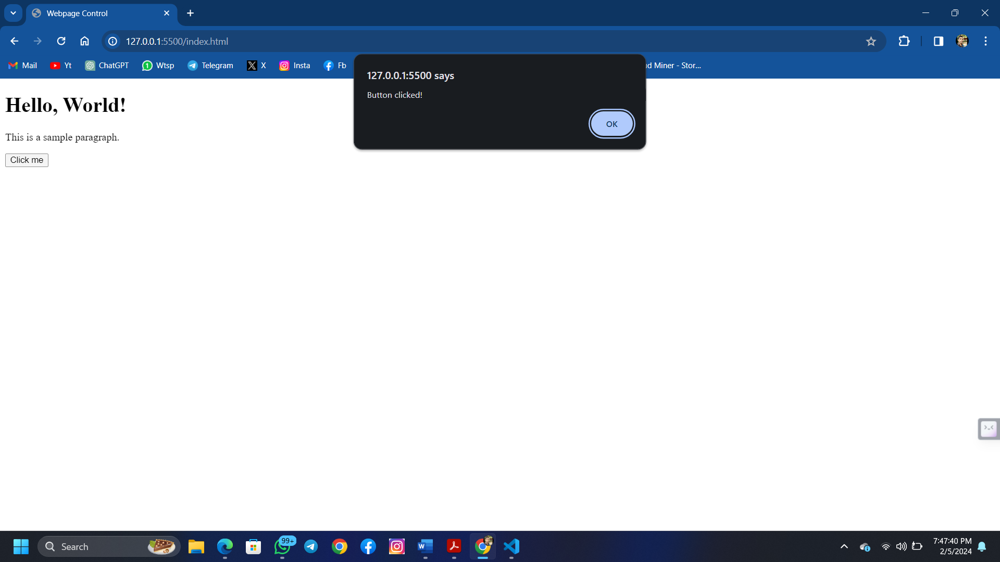 Webpage Control
127.0.0.1:5500/index.html
Mail Yt ChatGPT Wtsp Telegram X Insta Fb
Miner - Stor...
127.0.0.1:5500 says
Button clicked!
OK
Hello, World!
This is a sample paragraph.
Click me
Search
99+
7:47:40 PM
2/5/2024